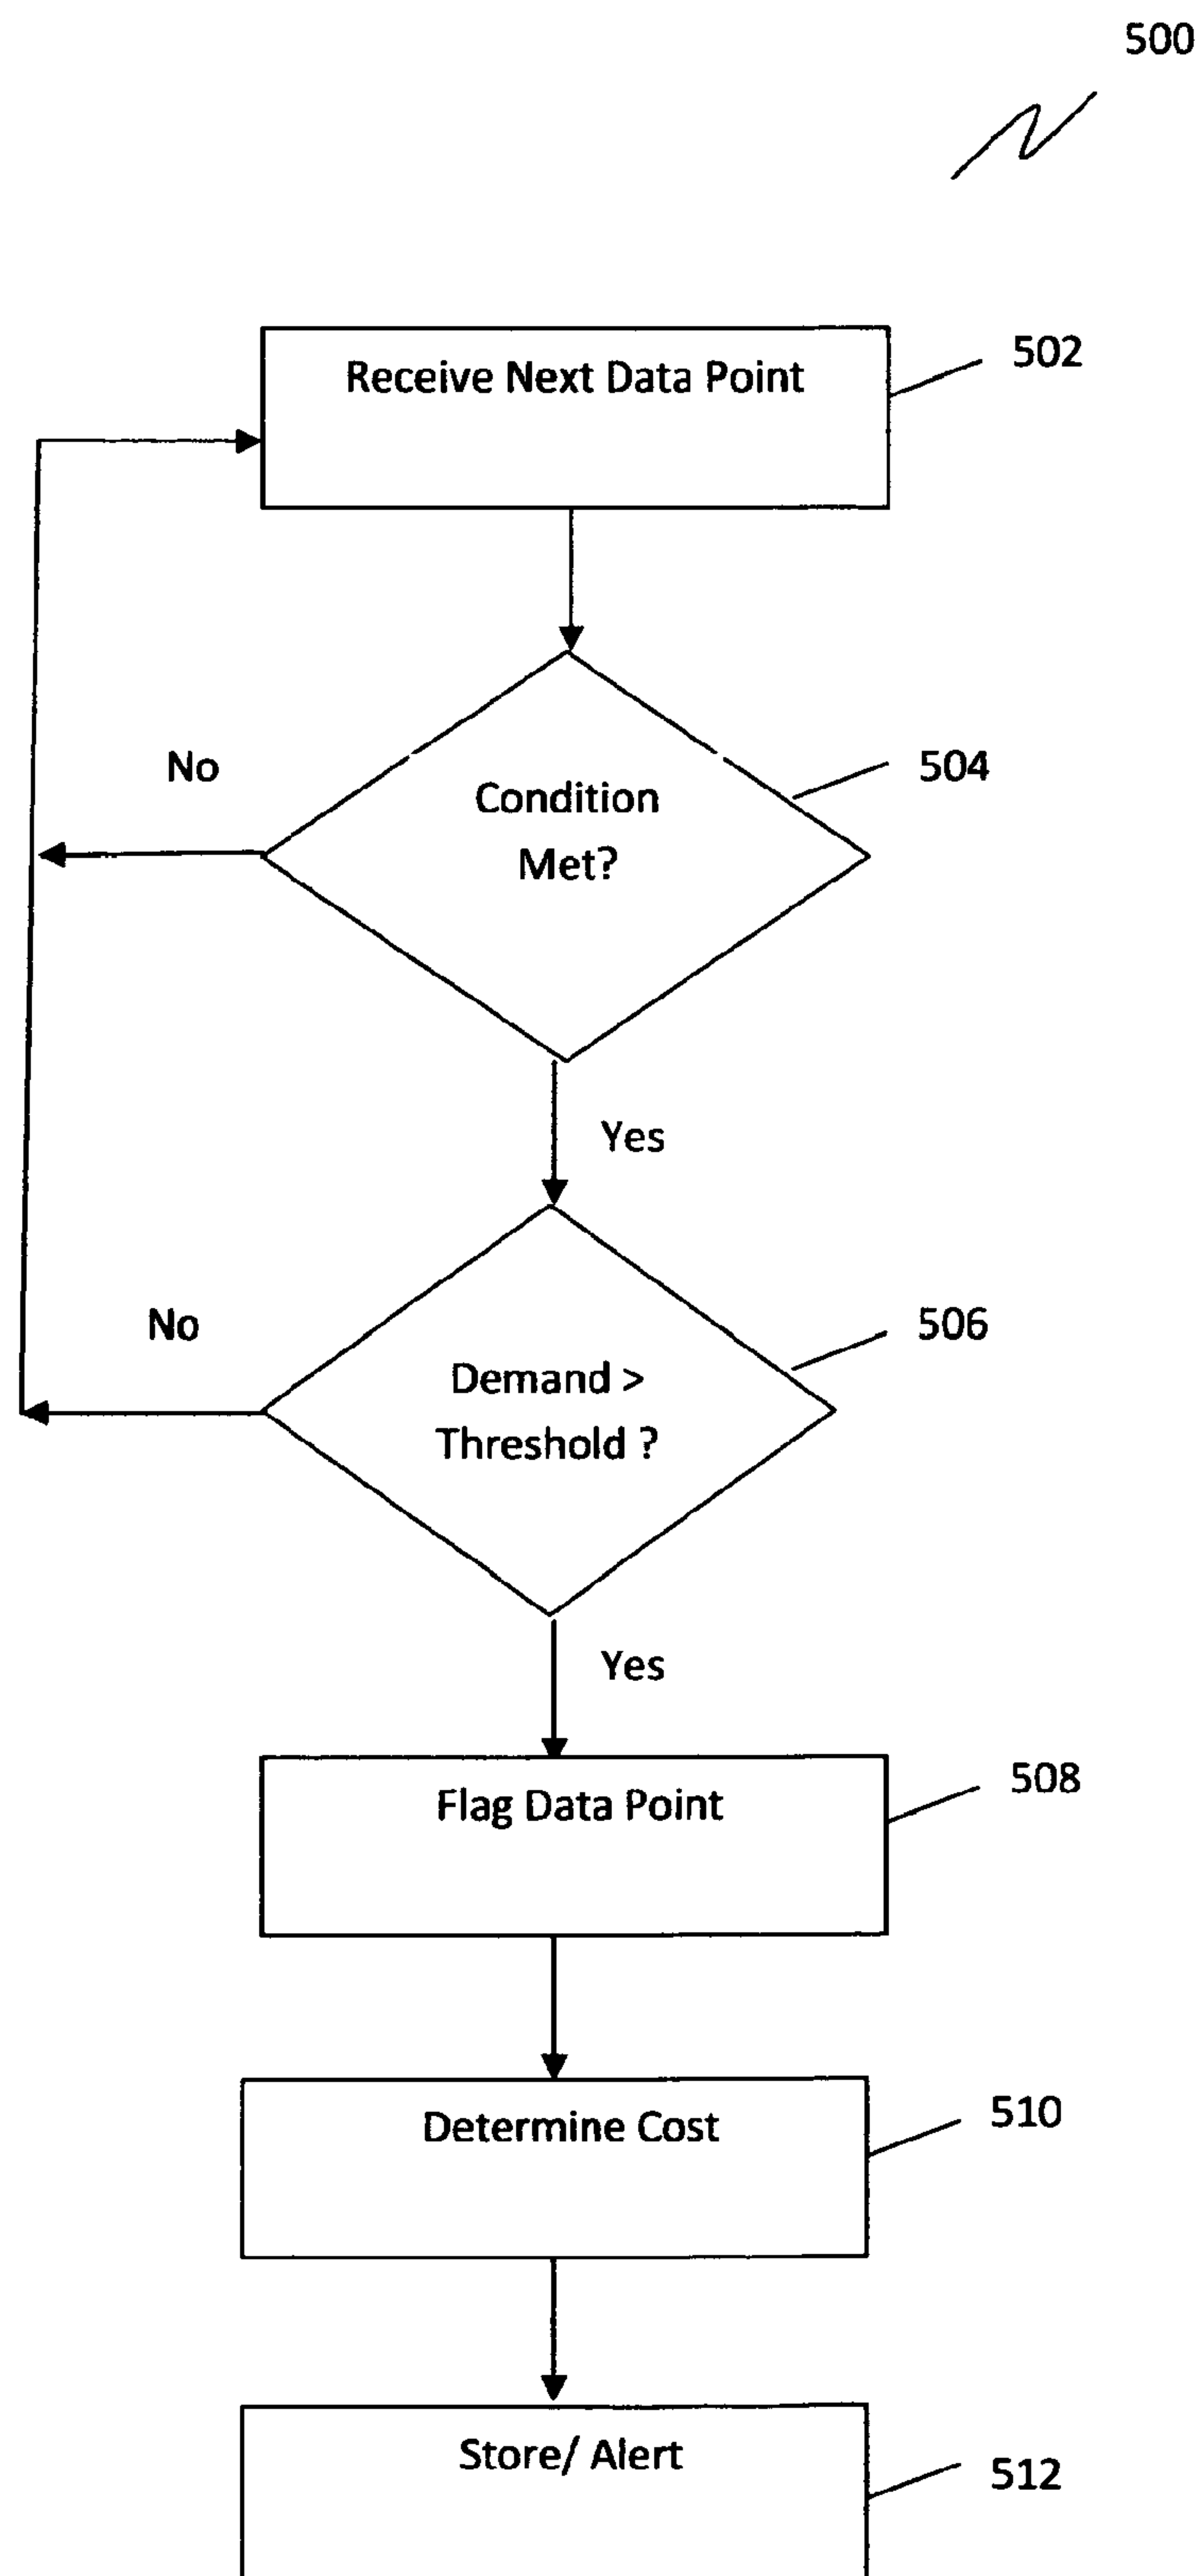 500
Receive Next Data Point
502
No
Condition
Met?
504
Yes
No
Demand >
Threshold ?
506
Yes
Flag Data Point
508
Determine Cost
510
Store/ Alert
512